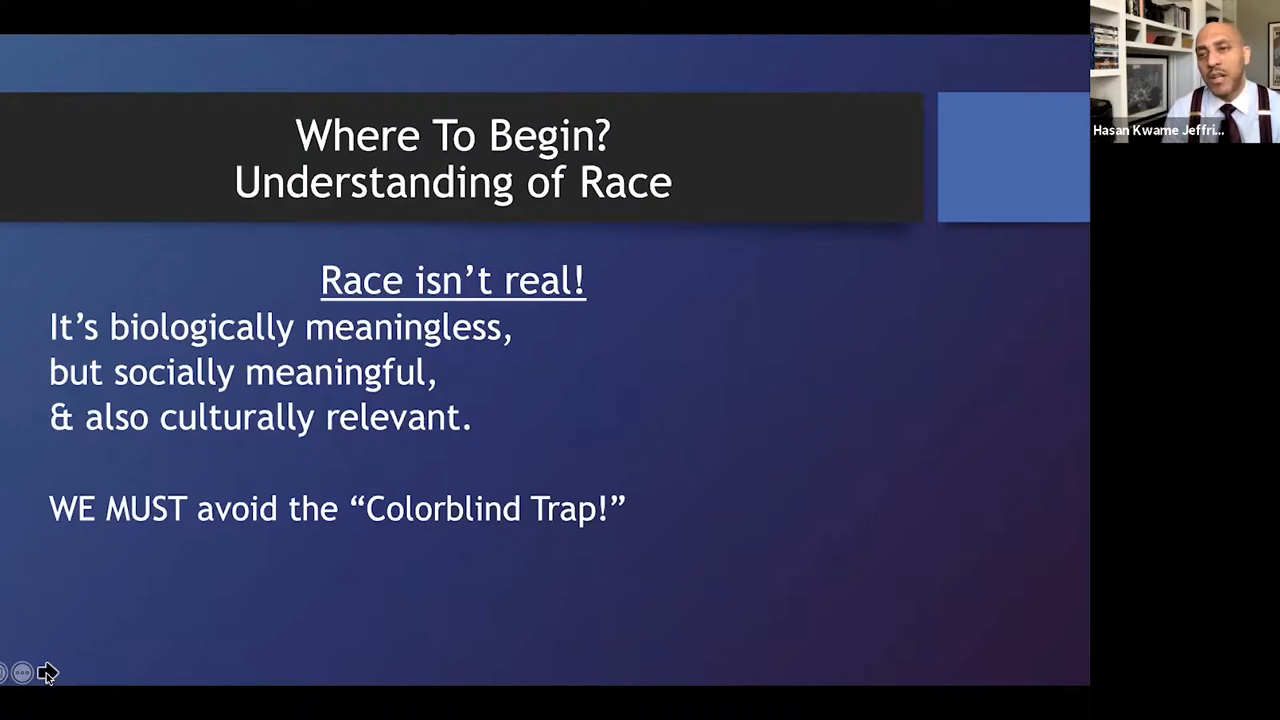 Where To Begin?
Understanding of Race
Race isn’t real!
It’s biologically meaningless,
but socially meaningful,
& also culturally relevant.
WE MUST avoid the “Colorblind Trap!”
Hasan Kwame Jeffri...